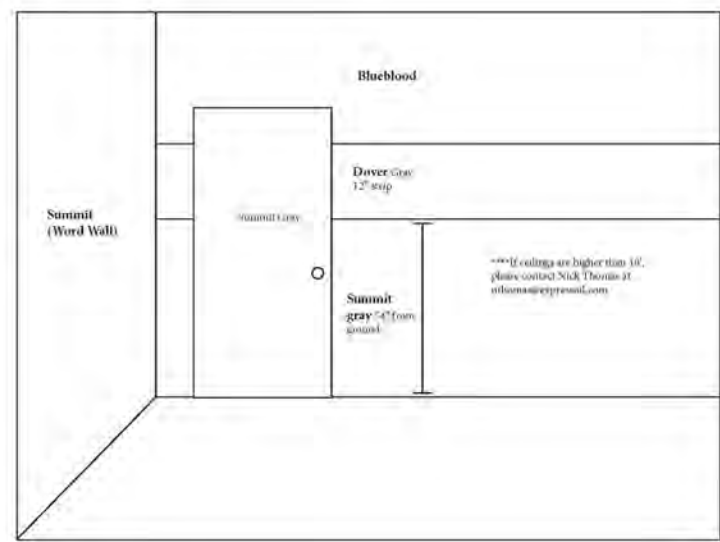 Blueblood
Dover Gray
12" strip
Summit
(Word Wall)
Summit Gray
****If ceilings are higher than 10',
please contact Nick Thomas at
Summit
gray 54" from
ground